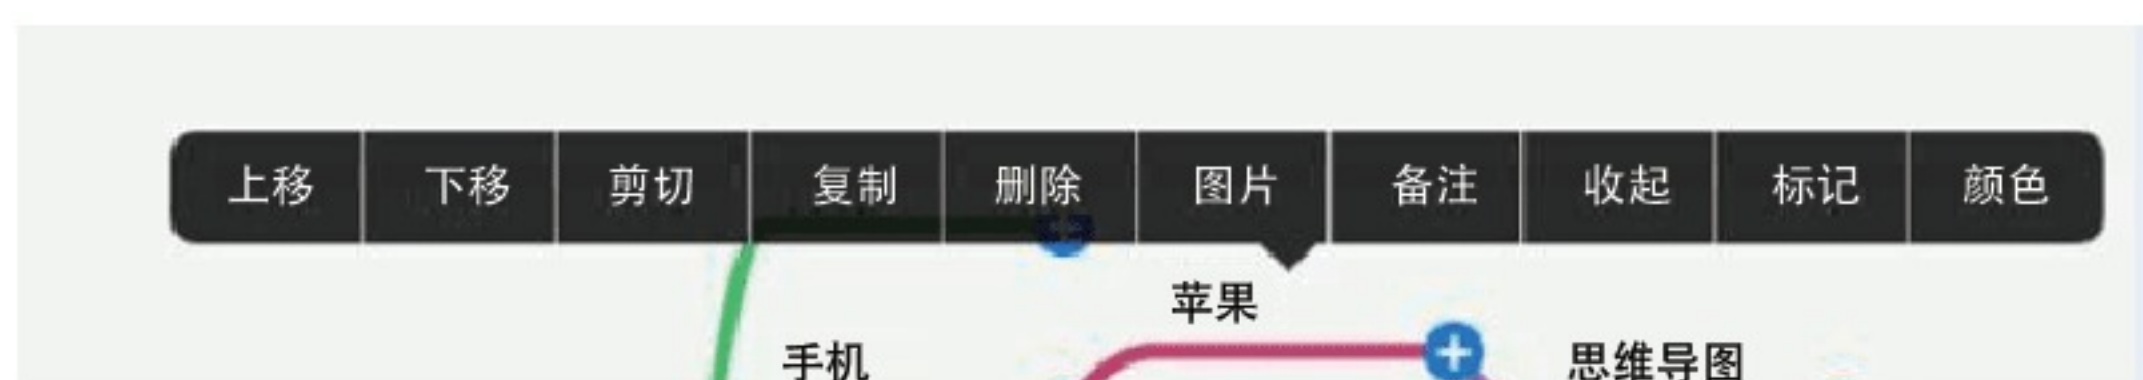 上移 下移 剪切 复制 删除 图片 备注 收起 标记 颜色
苹果
手机 思维导图